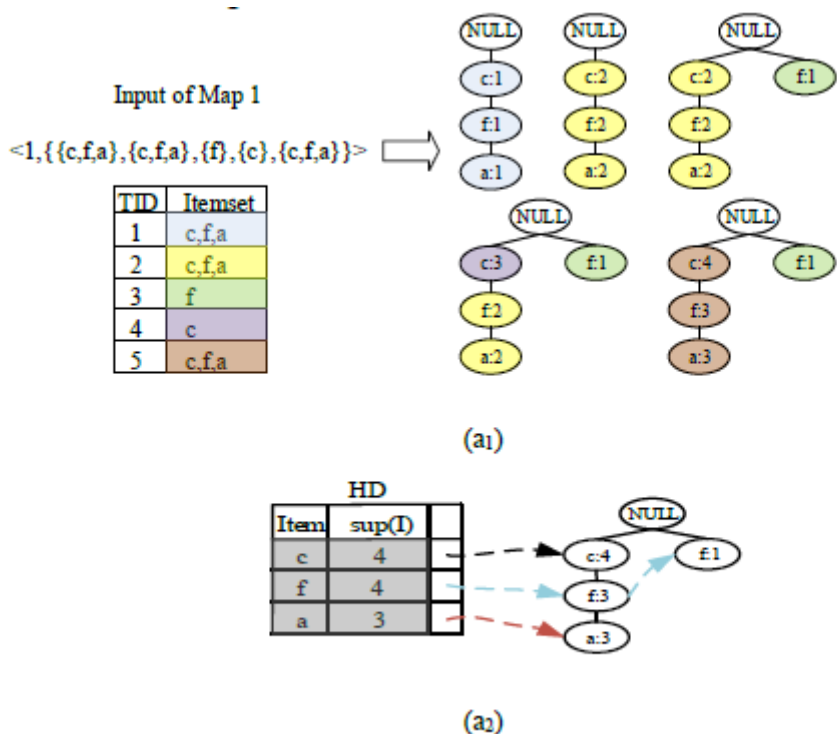 NULL NULL NULL
c:1 c:2 c:2 f:1
Input of Map 1
f:1 f:2 f:2
<1,{{c,f,a},{c,f,a},{f},{c},{c,f,a}}>
a:1 a:2 a:2
TID Itemset
1 c,f,a
2 c,f,a
3 f
4 c
5 c,f,a
NULL NULL
c:3 f:1 c:4 f:1
f:2 f:3
a:2 a:3
(a1)
HD
Item sup(I)
c 4
f 4
a 3
NULL
c:4 f:1
f:3
a:3
(a2)